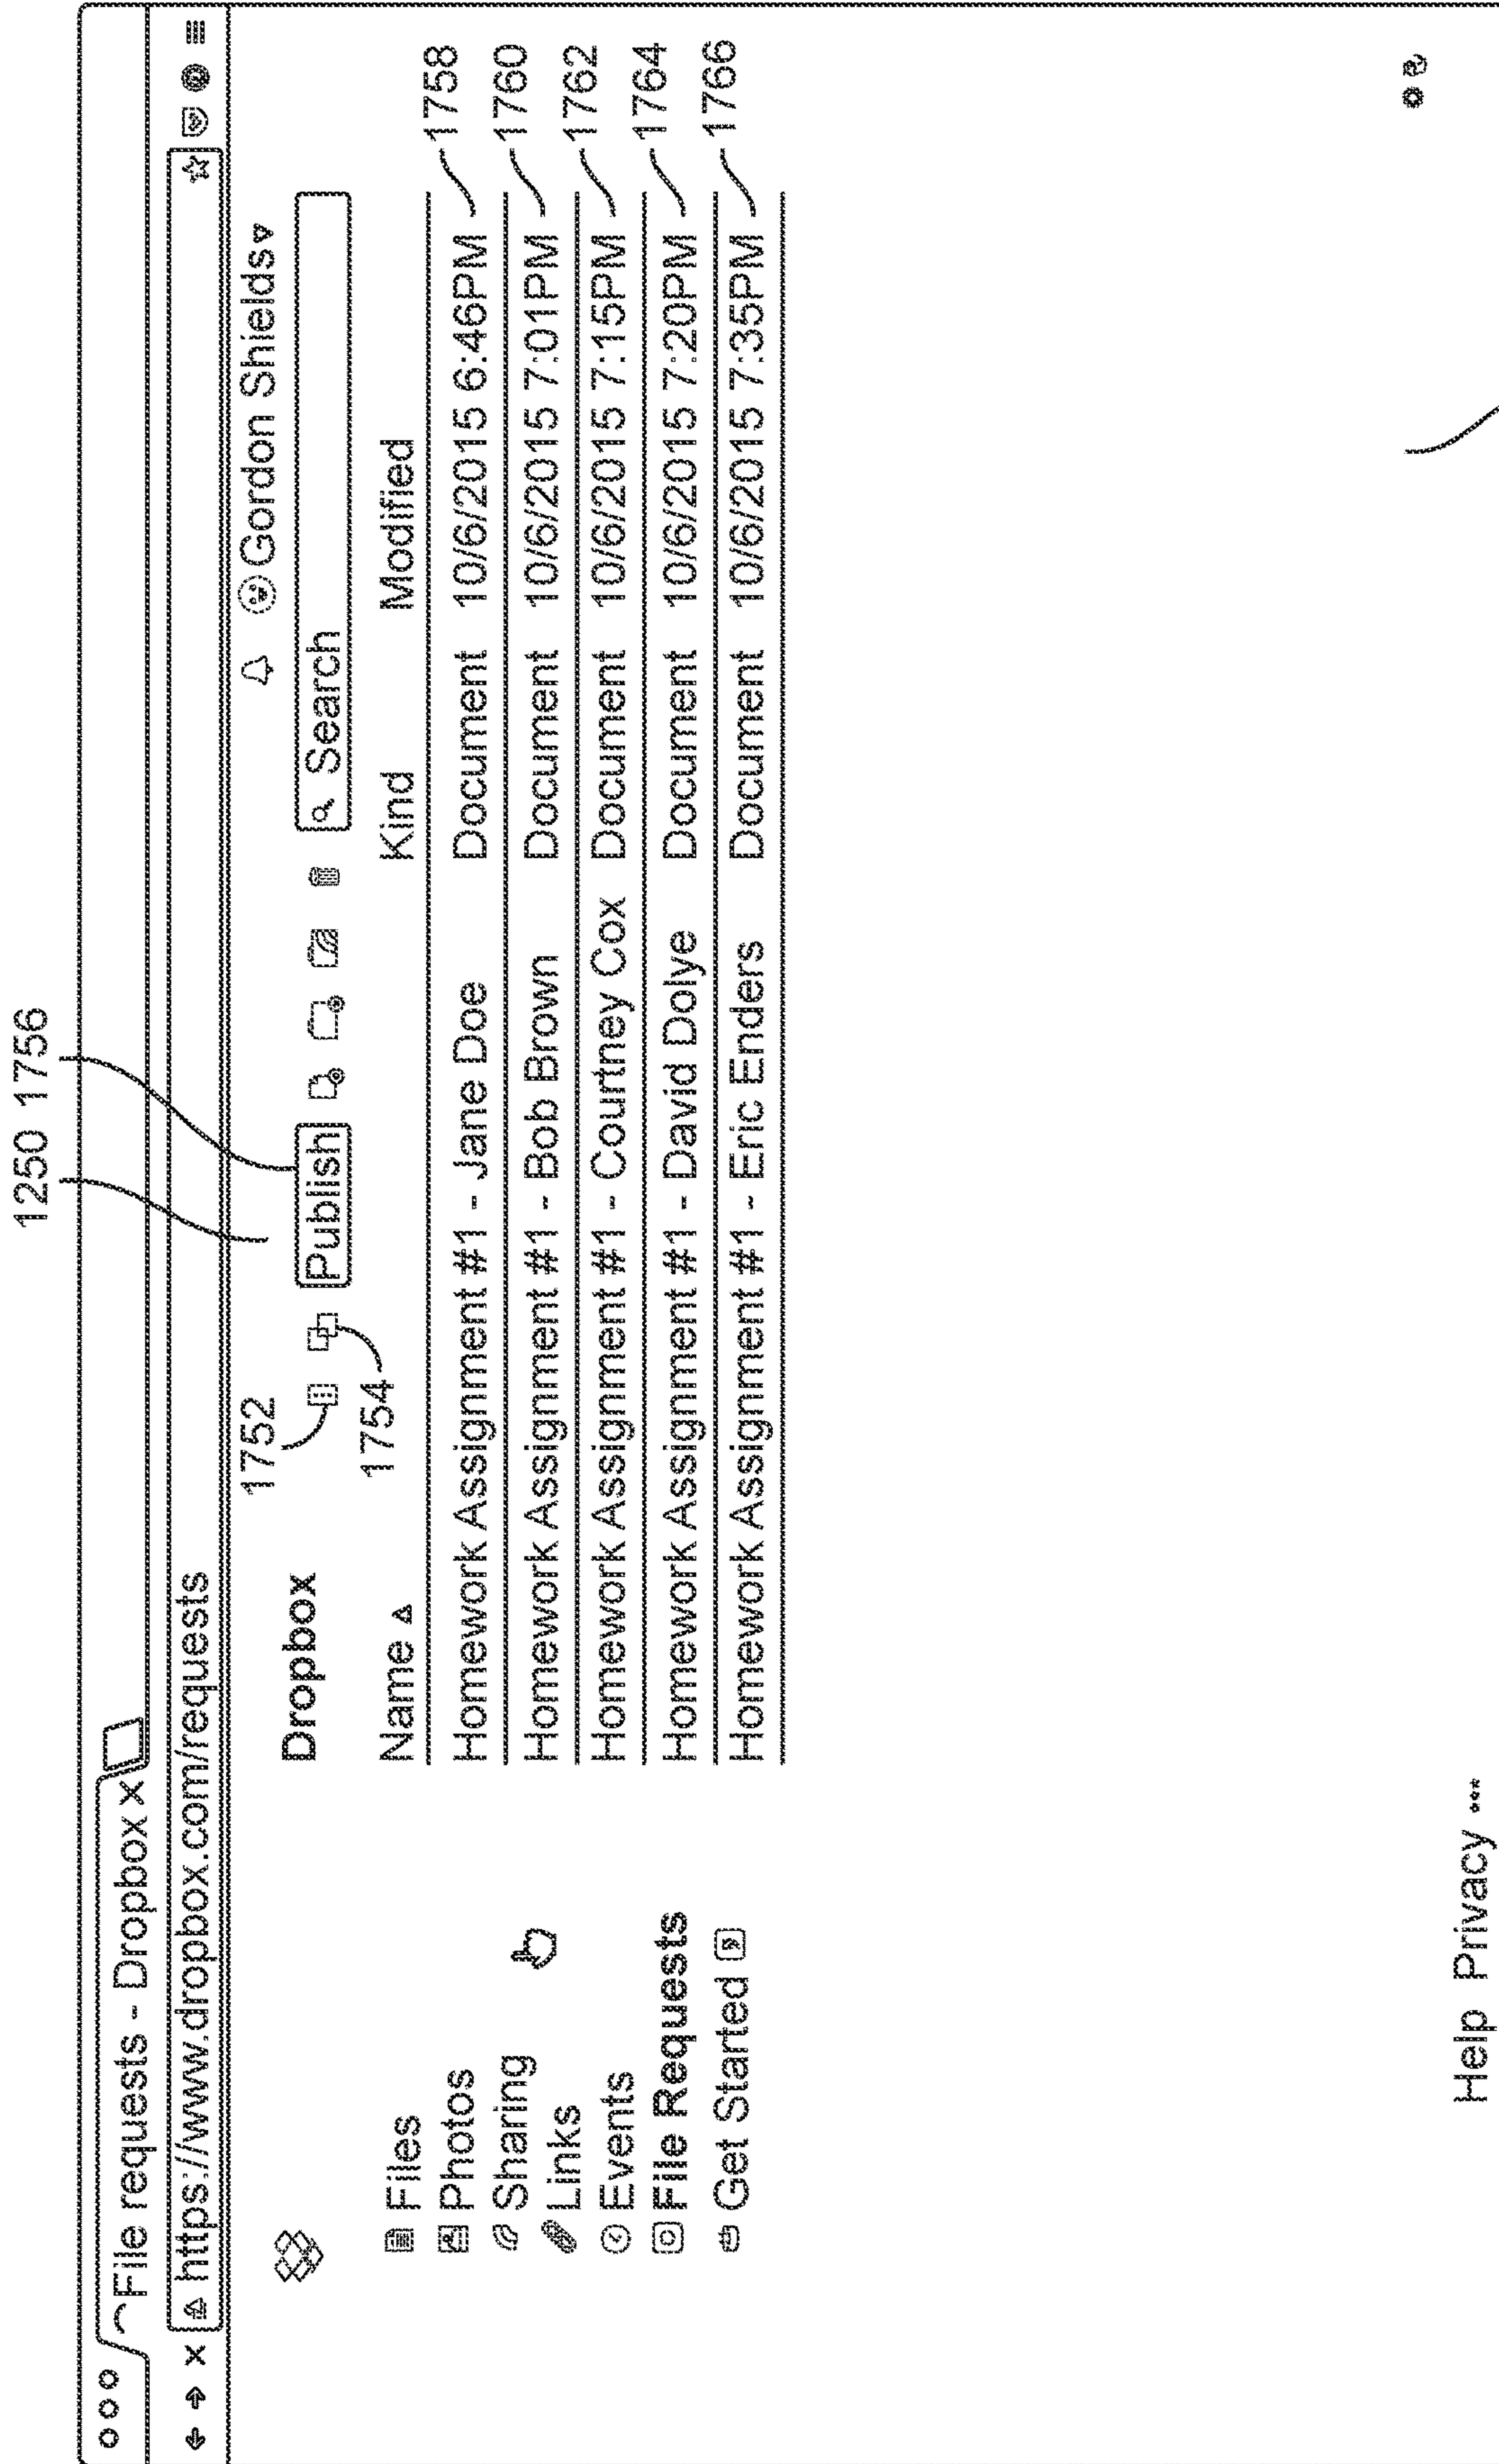 1250 1756
File requests - Dropbox x
https://www.dropbox.com/requests
Gordon Shields
1752
Dropbox
Publish
Search
1754
Name Kind Modified
Homework Assignment #1 - Jane Doe Document 10/6/2015 6:46PM 1758
Homework Assignment #1 - Bob Brown Document 10/6/2015 7:01PM 1760
Homework Assignment #1 - Courtney Cox Document 10/6/2015 7:15PM 1762
Homework Assignment #1 - David Dolye Document 10/6/2015 7:20PM 1764
Homework Assignment #1 - Eric Enders Document 10/6/2015 7:35PM 1766
Files
Photos
Sharing
Links
Events
File Requests
Get Started
Help Privacy •••